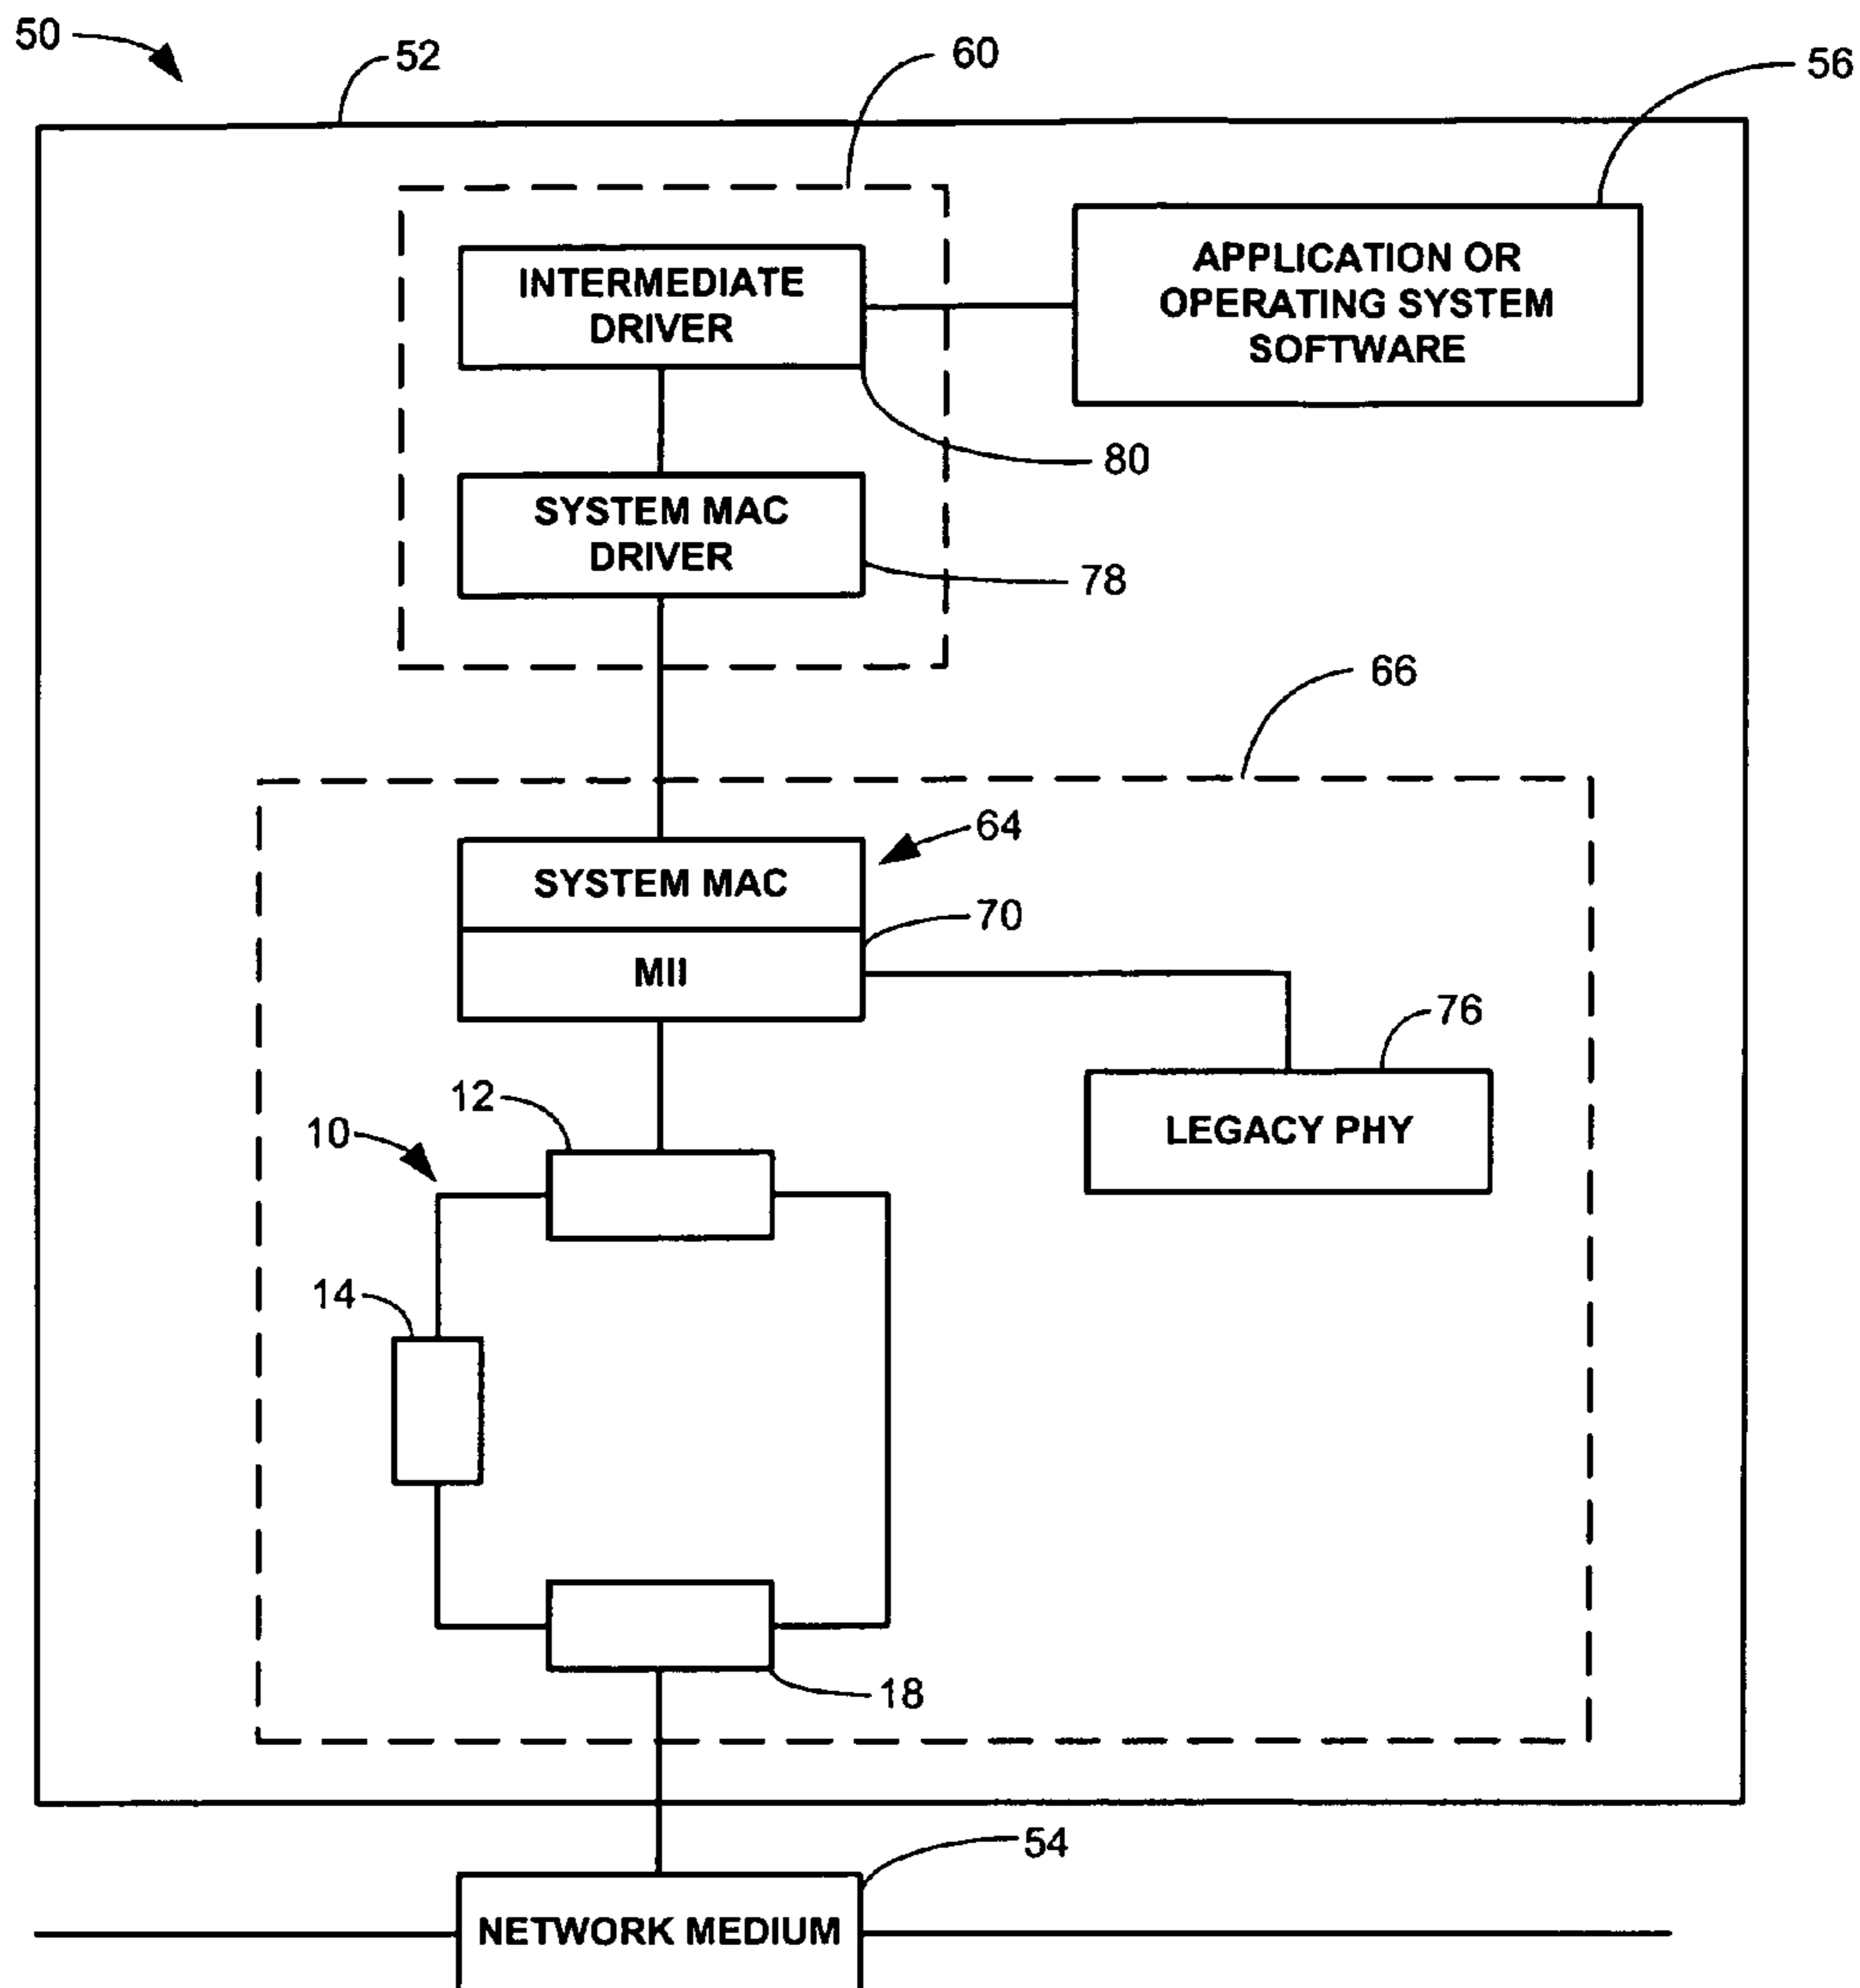 50
52
60
56
INTERMEDIATE
DRIVER
APPLICATION OR
OPERATING SYSTEM
SOFTWARE
80
SYSTEM MAC
DRIVER
78
66
64
SYSTEM MAC
70
MII
76
12
10
LEGACY PHY
14
18
54
NETWORK MEDIUM